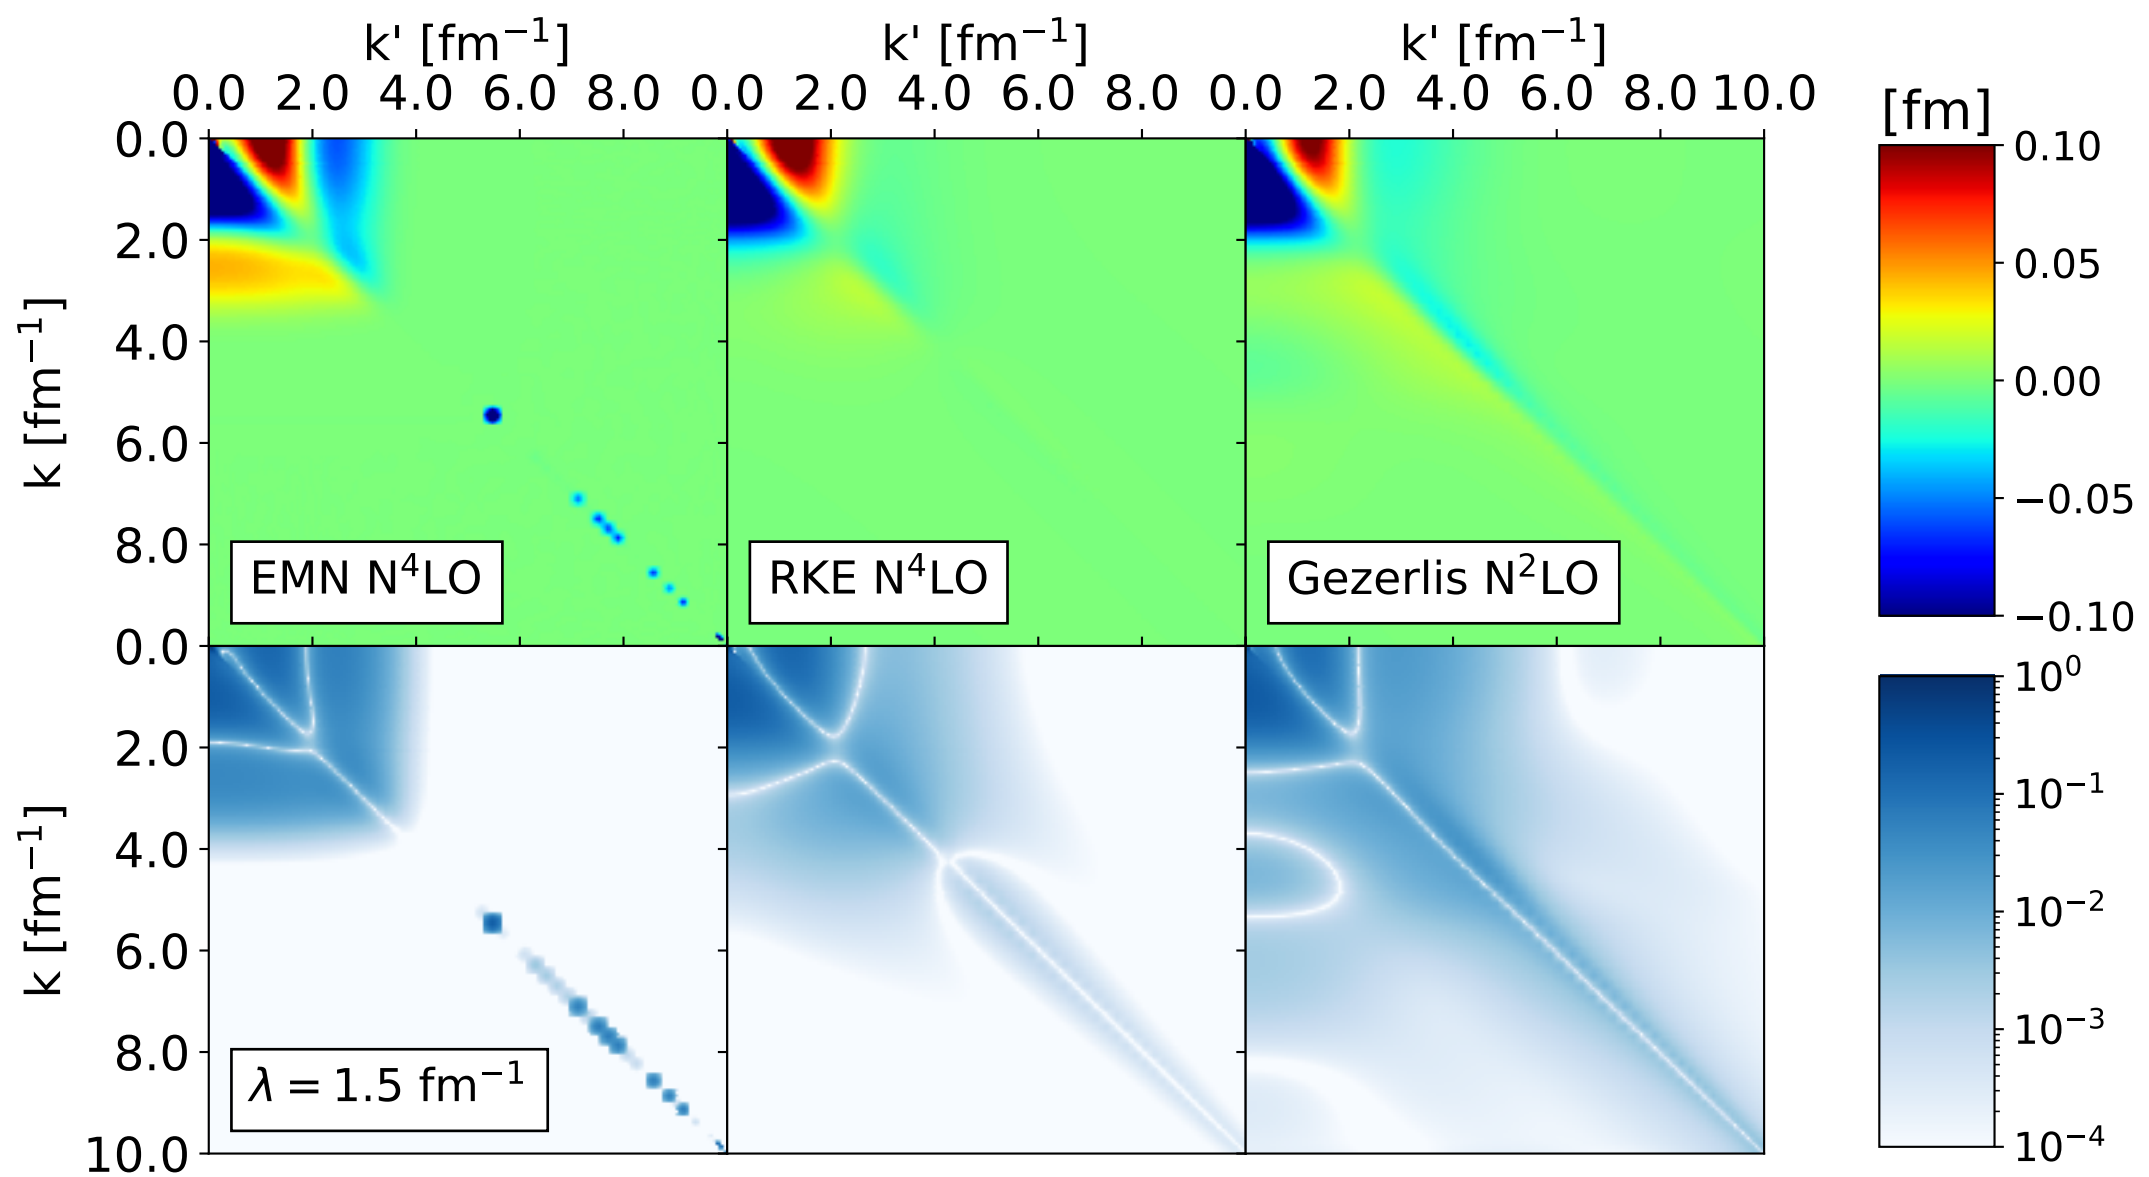 k' [fm⁻¹] k' [fm⁻¹] k' [fm⁻¹]
0.0 2.0 4.0 6.0 8.0 0.0 2.0 4.0 6.0 8.0 0.0 2.0 4.0 6.0 8.0 10.0
[fm]
0.0
2.0
4.0
6.0
8.0
k [fm⁻¹]
EMN N⁴LO
RKE N⁴LO
Gezerlis N²LO
0.10
0.05
0.00
−0.05
−0.10
0.0
2.0
4.0
6.0
8.0
10.0
k [fm⁻¹]
λ = 1.5 fm⁻¹
10⁰
10⁻¹
10⁻²
10⁻³
10⁻⁴